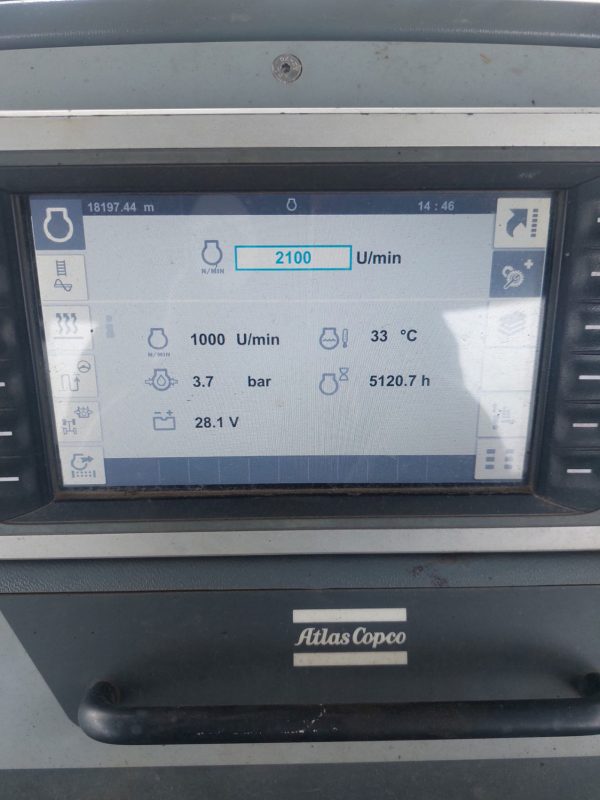 18197.44 m 14 : 46
2100 U/min
N/MIN
1000 U/min 33 °C
N/MIN
3.7 bar 5120.7 h
28.1 V
Atlas Copco